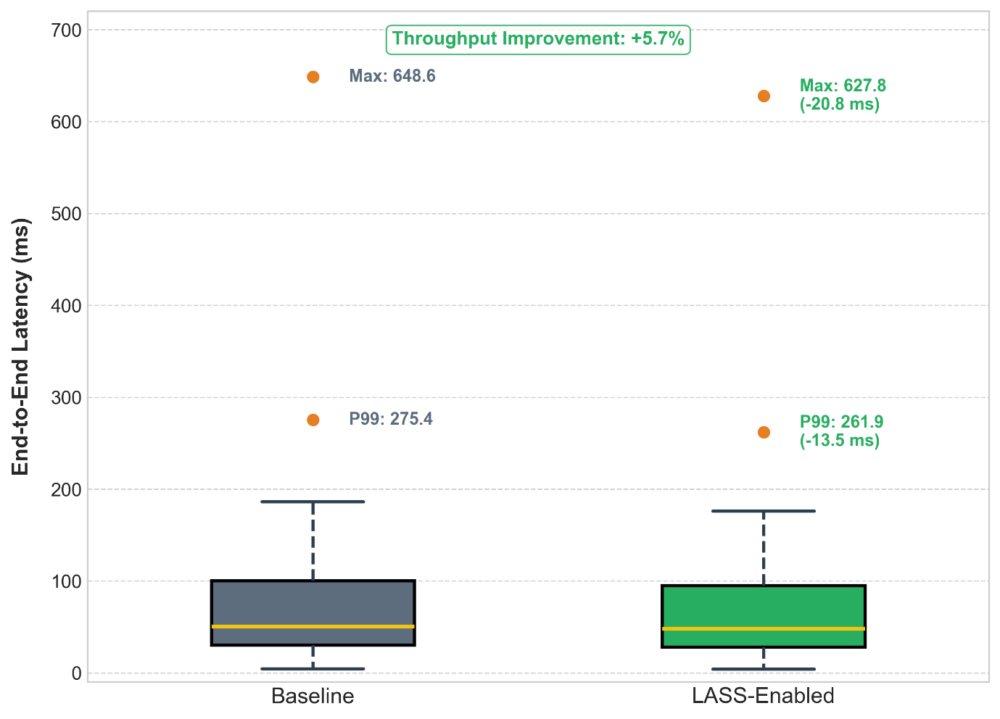 Throughput Improvement: +5.7%
700
600
500
400
300
200
100
0
End-to-End Latency (ms)
Max: 648.6
Max: 627.8
(-20.8 ms)
P99: 275.4
P99: 261.9
(-13.5 ms)
Baseline
LASS-Enabled